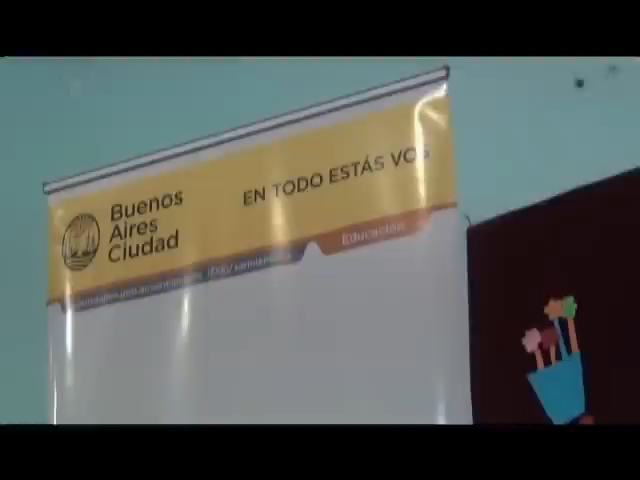 Buenos
Aires
Ciudad
EN TODO ESTÁS VOS
Educación